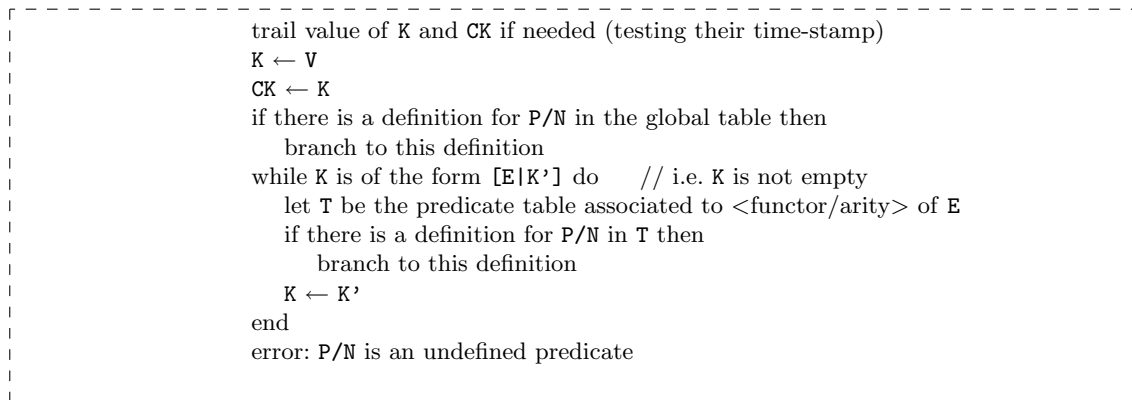 trail value of K and CK if needed (testing their time-stamp)
K ← V
CK ← K
if there is a definition for P/N in the global table then
branch to this definition
while K is of the form [E|K'] do // i.e. K is not empty
let T be the predicate table associated to <functor/arity> of E
if there is a definition for P/N in T then
branch to this definition
K ← K'
end
error: P/N is an undefined predicate